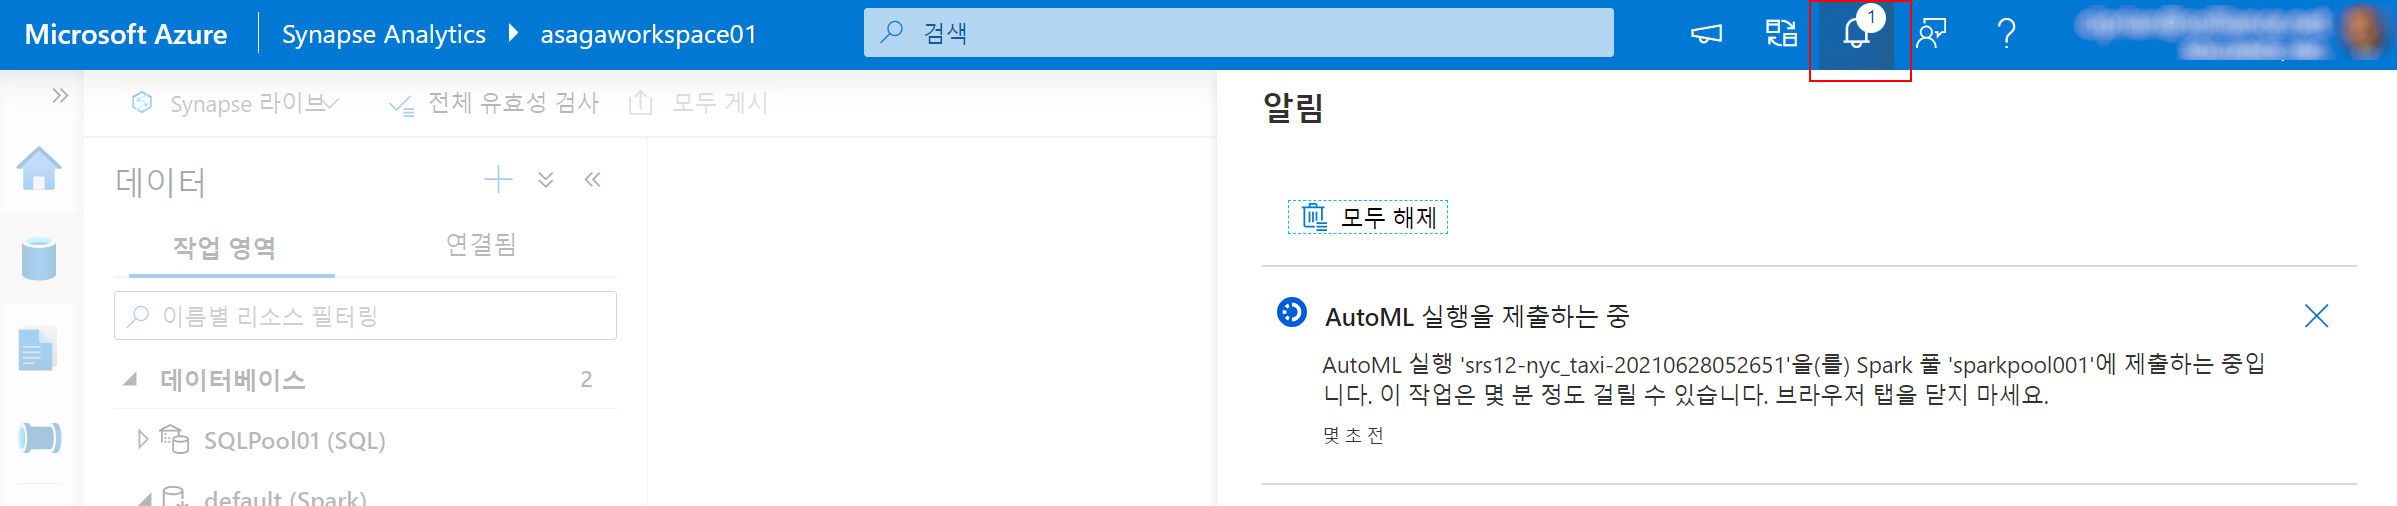 Microsoft Azure
Synapse Analytics
asagaworkspace01
검색
1
Synapse 라이브
전체 유효성 검사
모두 게시
데이터
작업 영역
연결됨
이름별 리소스 필터링
데이터베이스
2
SQLPool01 (SQL)
default (Spark)
알림
모두 해제
AutoML 실행을 제출하는 중
AutoML 실행 'srs12-nyc_taxi-20210628052651'을(를) Spark 풀 'sparkpool001'에 제출하는 중입
니다. 이 작업은 몇 분 정도 걸릴 수 있습니다. 브라우저 탭을 닫지 마세요.
몇 초 전